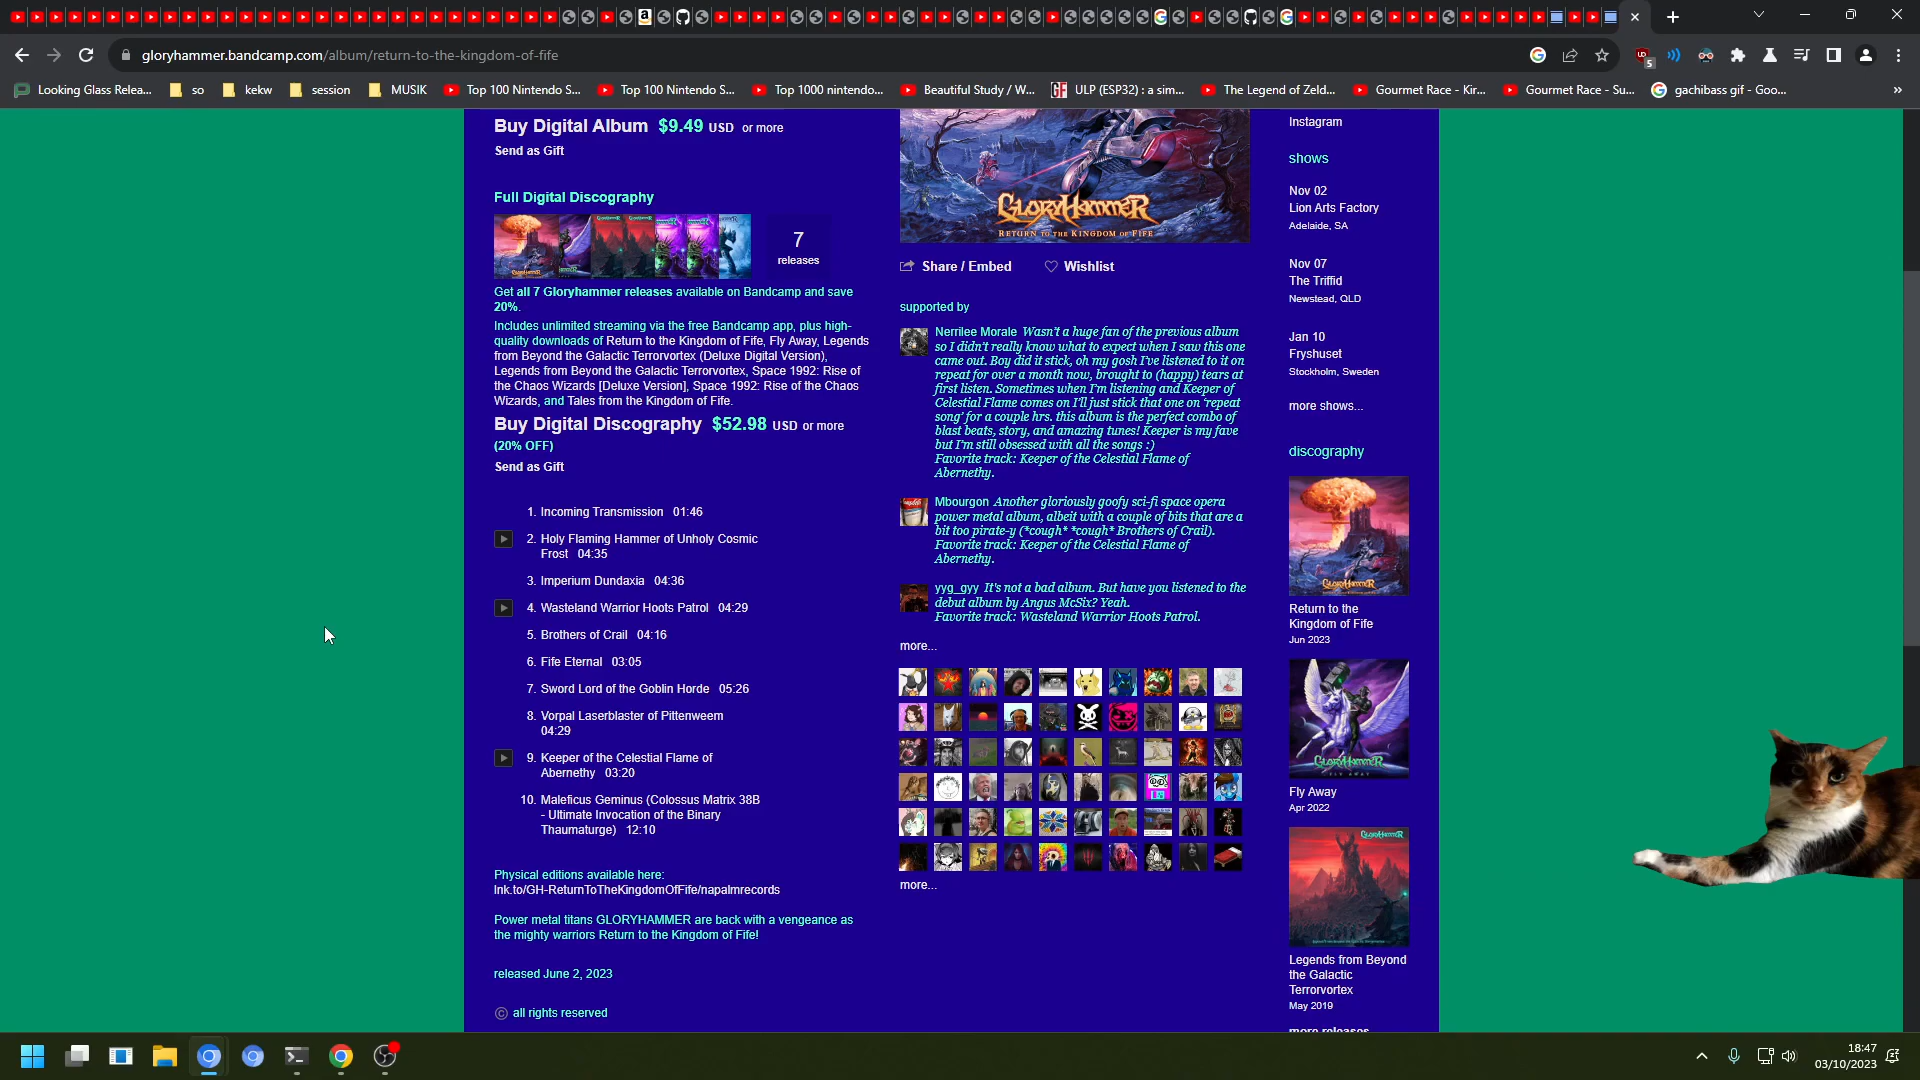 gloryhammer.bandcamp.com/album/return-to-the-kingdom-of-fife
5
Looking Glass Relea...
so
kekw
session
MUSIK
Top 100 Nintendo S...
Top 100 Nintendo S...
Top 1000 nintendo...
Beautiful Study / W...
ULP (ESP32) : a sim...
The Legend of Zeld...
Gourmet Race - Kir...
Gourmet Race - Su...
gachibass gif - Goo...
»
Buy Digital Album $9.49 USD or more
Send as Gift
Full Digital Discography
7
releases
Get all 7 Gloryhammer releases available on Bandcamp and save
20%.
Includes unlimited streaming via the free Bandcamp app, plus high-
quality downloads of Return to the Kingdom of Fife, Fly Away, Legends
from Beyond the Galactic Terrorvortex (Deluxe Digital Version),
Legends from Beyond the Galactic Terrorvortex, Space 1992: Rise of
the Chaos Wizards [Deluxe Version], Space 1992: Rise of the Chaos
Wizards, and Tales from the Kingdom of Fife.
Buy Digital Discography $52.98 USD or more
(20% OFF)
Send as Gift
1. Incoming Transmission 01:46
2. Holy Flaming Hammer of Unholy Cosmic
Frost 04:35
3. Imperium Dundaxia 04:36
4. Wasteland Warrior Hoots Patrol 04:29
5. Brothers of Crail 04:16
6. Fife Eternal 03:05
7. Sword Lord of the Goblin Horde 05:26
8. Vorpal Laserblaster of Pittenweem
04:29
9. Keeper of the Celestial Flame of
Abernethy 03:20
10. Maleficus Geminus (Colossus Matrix 38B
- Ultimate Invocation of the Binary
Thaumaturge) 12:10
Physical editions available here:
lnk.to/GH-ReturnToTheKingdomOfFife/napalmrecords
Power metal titans GLORYHAMMER are back with a vengeance as
the mighty warriors Return to the Kingdom of Fife!
released June 2, 2023
© all rights reserved
GLORYHAMMER
RETURN TO THE KINGDOM OF FIFE
Share / Embed
Wishlist
supported by
Nerrilee Morale Wasn't a huge fan of the previous album
so I didn't really know what to expect when I saw this one
came out. Boy did it stick, oh my gosh I've listened to it on
repeat for over a month now, brought to (happy) tears at
first listen. Sometimes when I'm listening and Keeper of
Celestial Flame comes on I'll just stick that one on 'repeat
song' for a couple hrs. this album is the perfect combo of
blast beats, story, and amazing tunes! Keeper is my fave
but I'm still obsessed with all the songs :)
Favorite track: Keeper of the Celestial Flame of
Abernethy.
Mbourgon Another gloriously goofy sci-fi space opera
power metal album, albeit with a couple of bits that are a
bit too pirate-y (*cough* *cough* Brothers of Crail).
Favorite track: Keeper of the Celestial Flame of
Abernethy.
yyg_gyy It's not a bad album. But have you listened to the
debut album by Angus McSix? Yeah.
Favorite track: Wasteland Warrior Hoots Patrol.
more...
more...
Instagram
shows
Nov 02
Lion Arts Factory
Adelaide, SA
Nov 07
The Triffid
Newstead, QLD
Jan 10
Fryshuset
Stockholm, Sweden
more shows...
discography
GLORYHAMMER
Return to the
Kingdom of Fife
Jun 2023
GLORYHAMMER
FLY AWAY
Fly Away
Apr 2022
GLORYHAMMER
Legends from Beyond
the Galactic
Terrorvortex
May 2019
more releases
18:47
03/10/2023